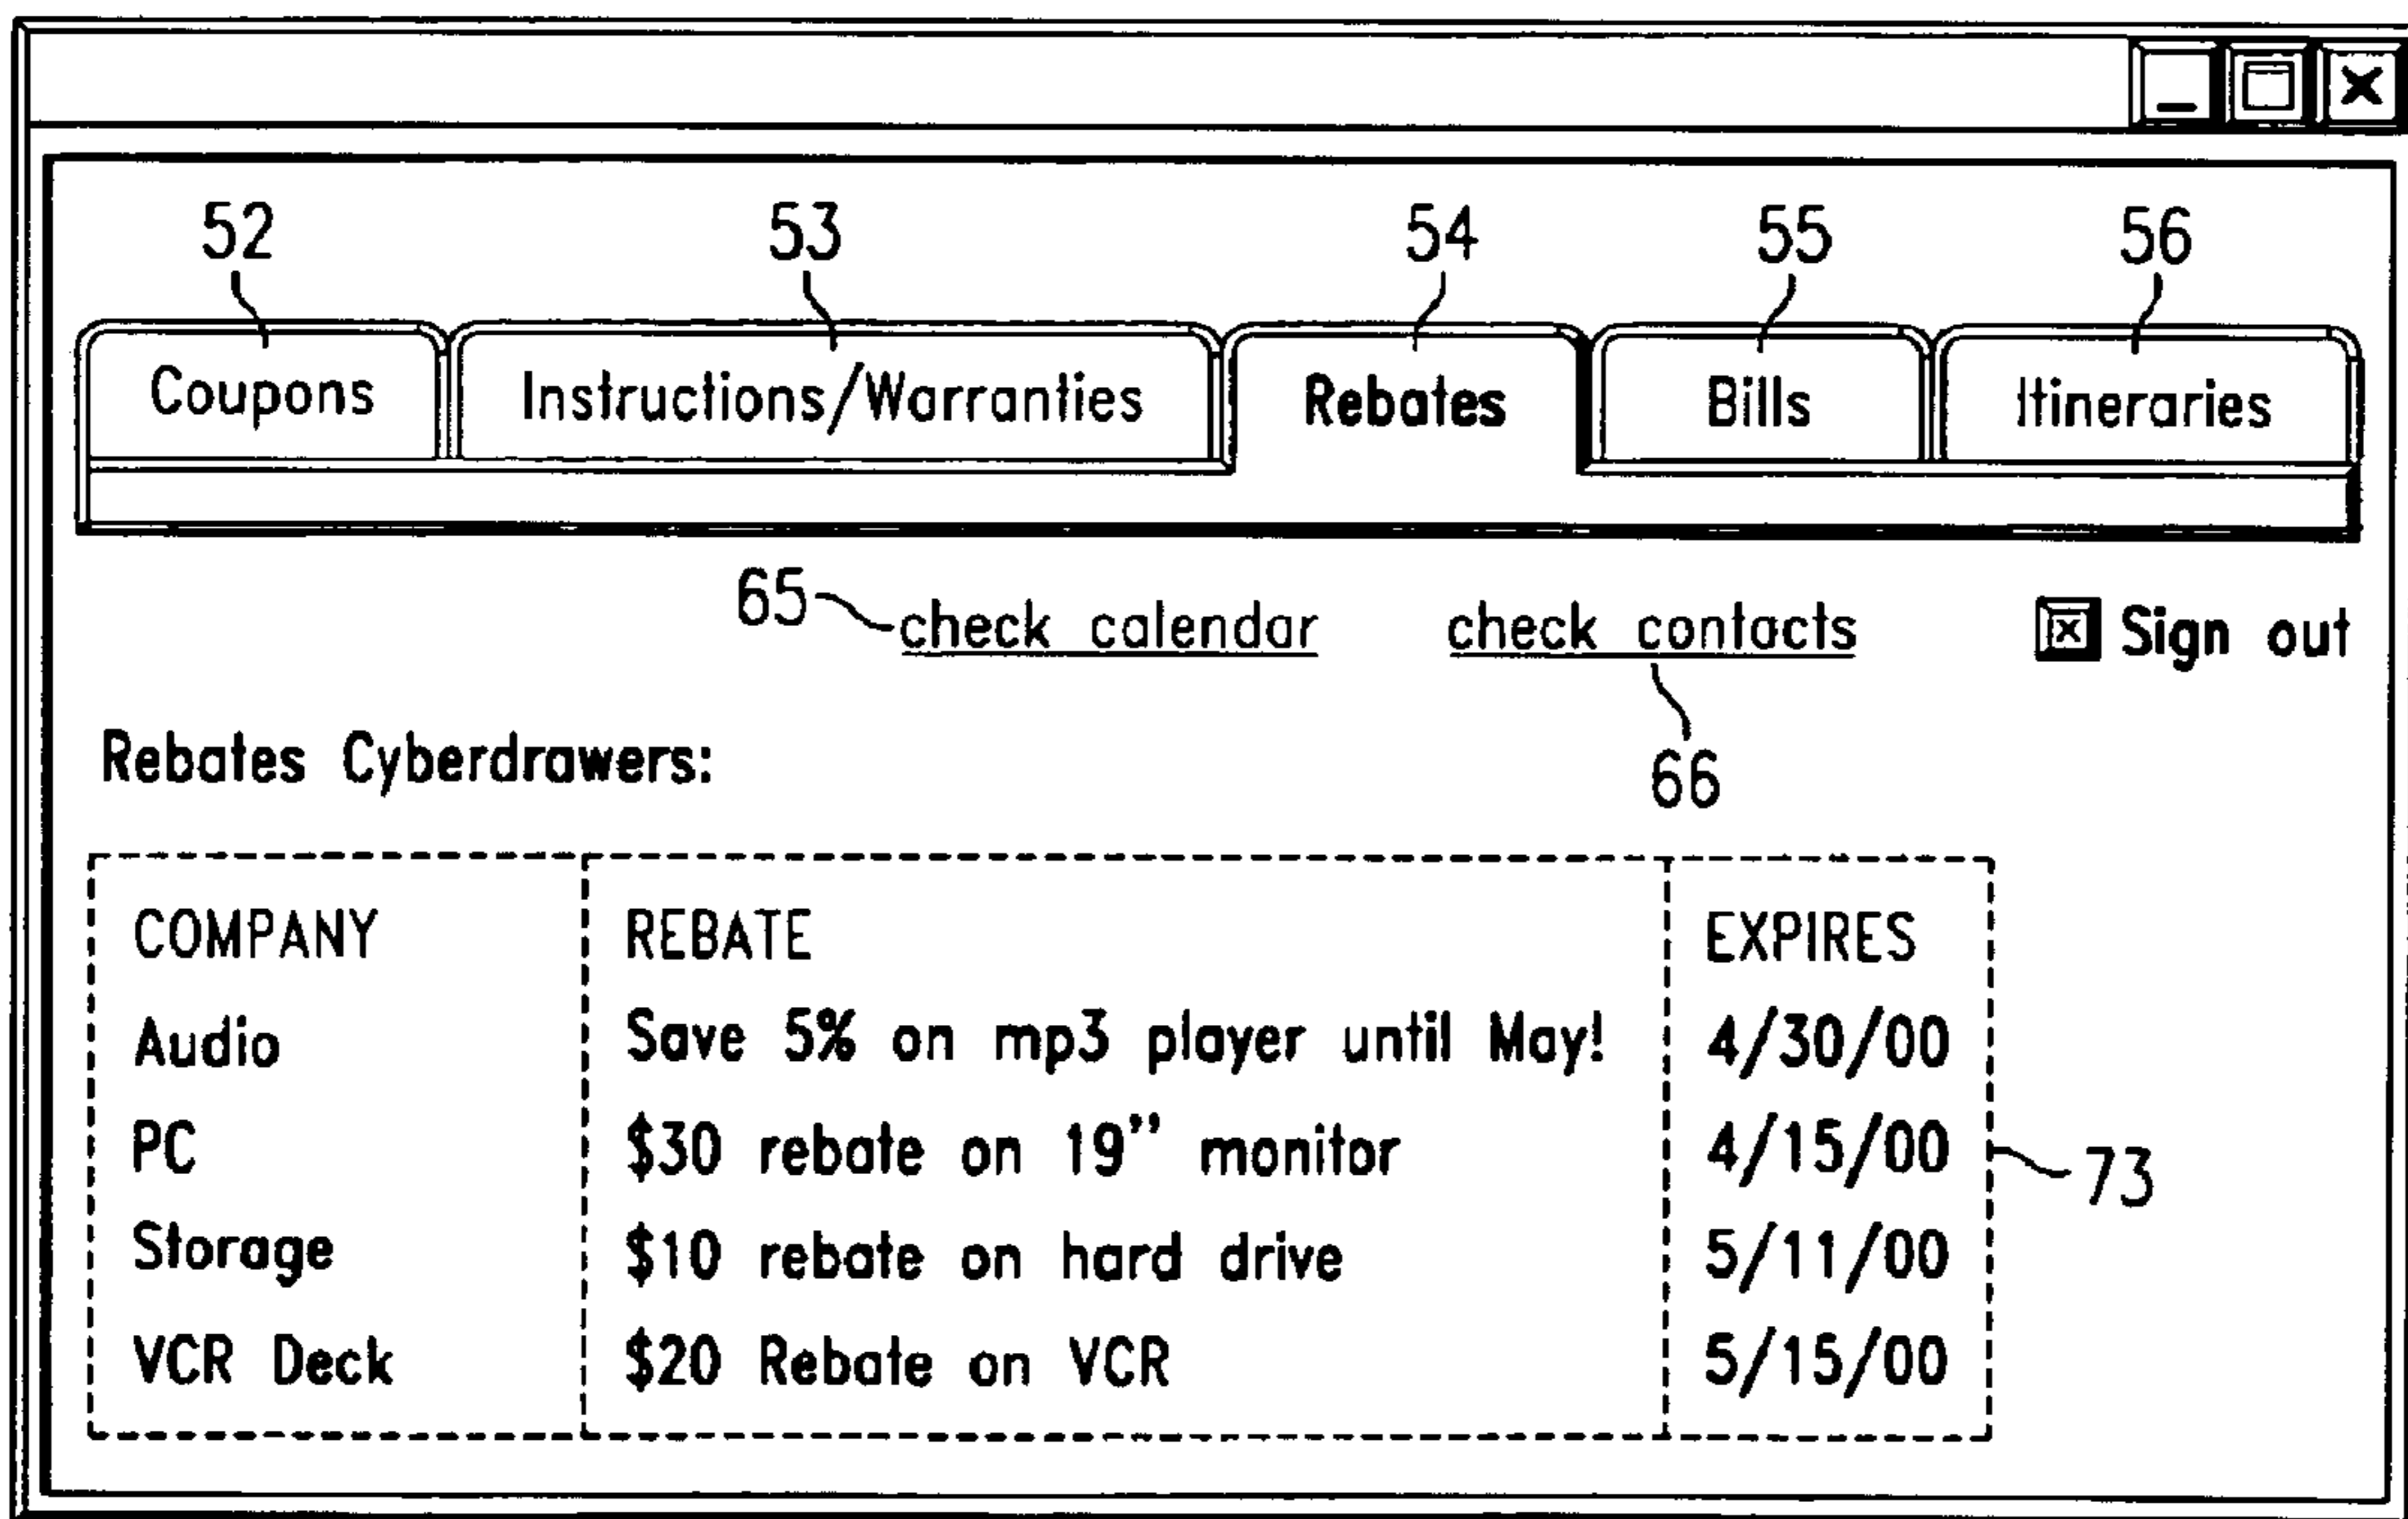 52 53 54 55 56
Coupons Instructions/Warranties Rebates Bills Itineraries
65 check calendar check contacts Sign out
66
Rebates Cyberdrawers:
COMPANY REBATE EXPIRES
Audio Save 5% on mp3 player until May! 4/30/00
PC $30 rebate on 19” monitor 4/15/00
73
Storage $10 rebate on hard drive 5/11/00
VCR Deck $20 Rebate on VCR 5/15/00